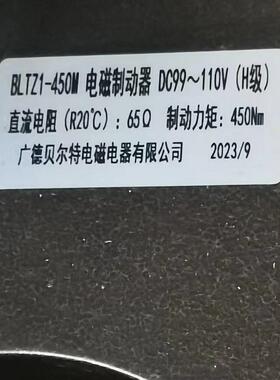 BLTZ1-450M 电磁制动器 DC99～110V (H级)
直流电阻(R20℃)：65Ω 制动力矩：450Nm
广德贝尔特电磁电器有限公司 2023/9